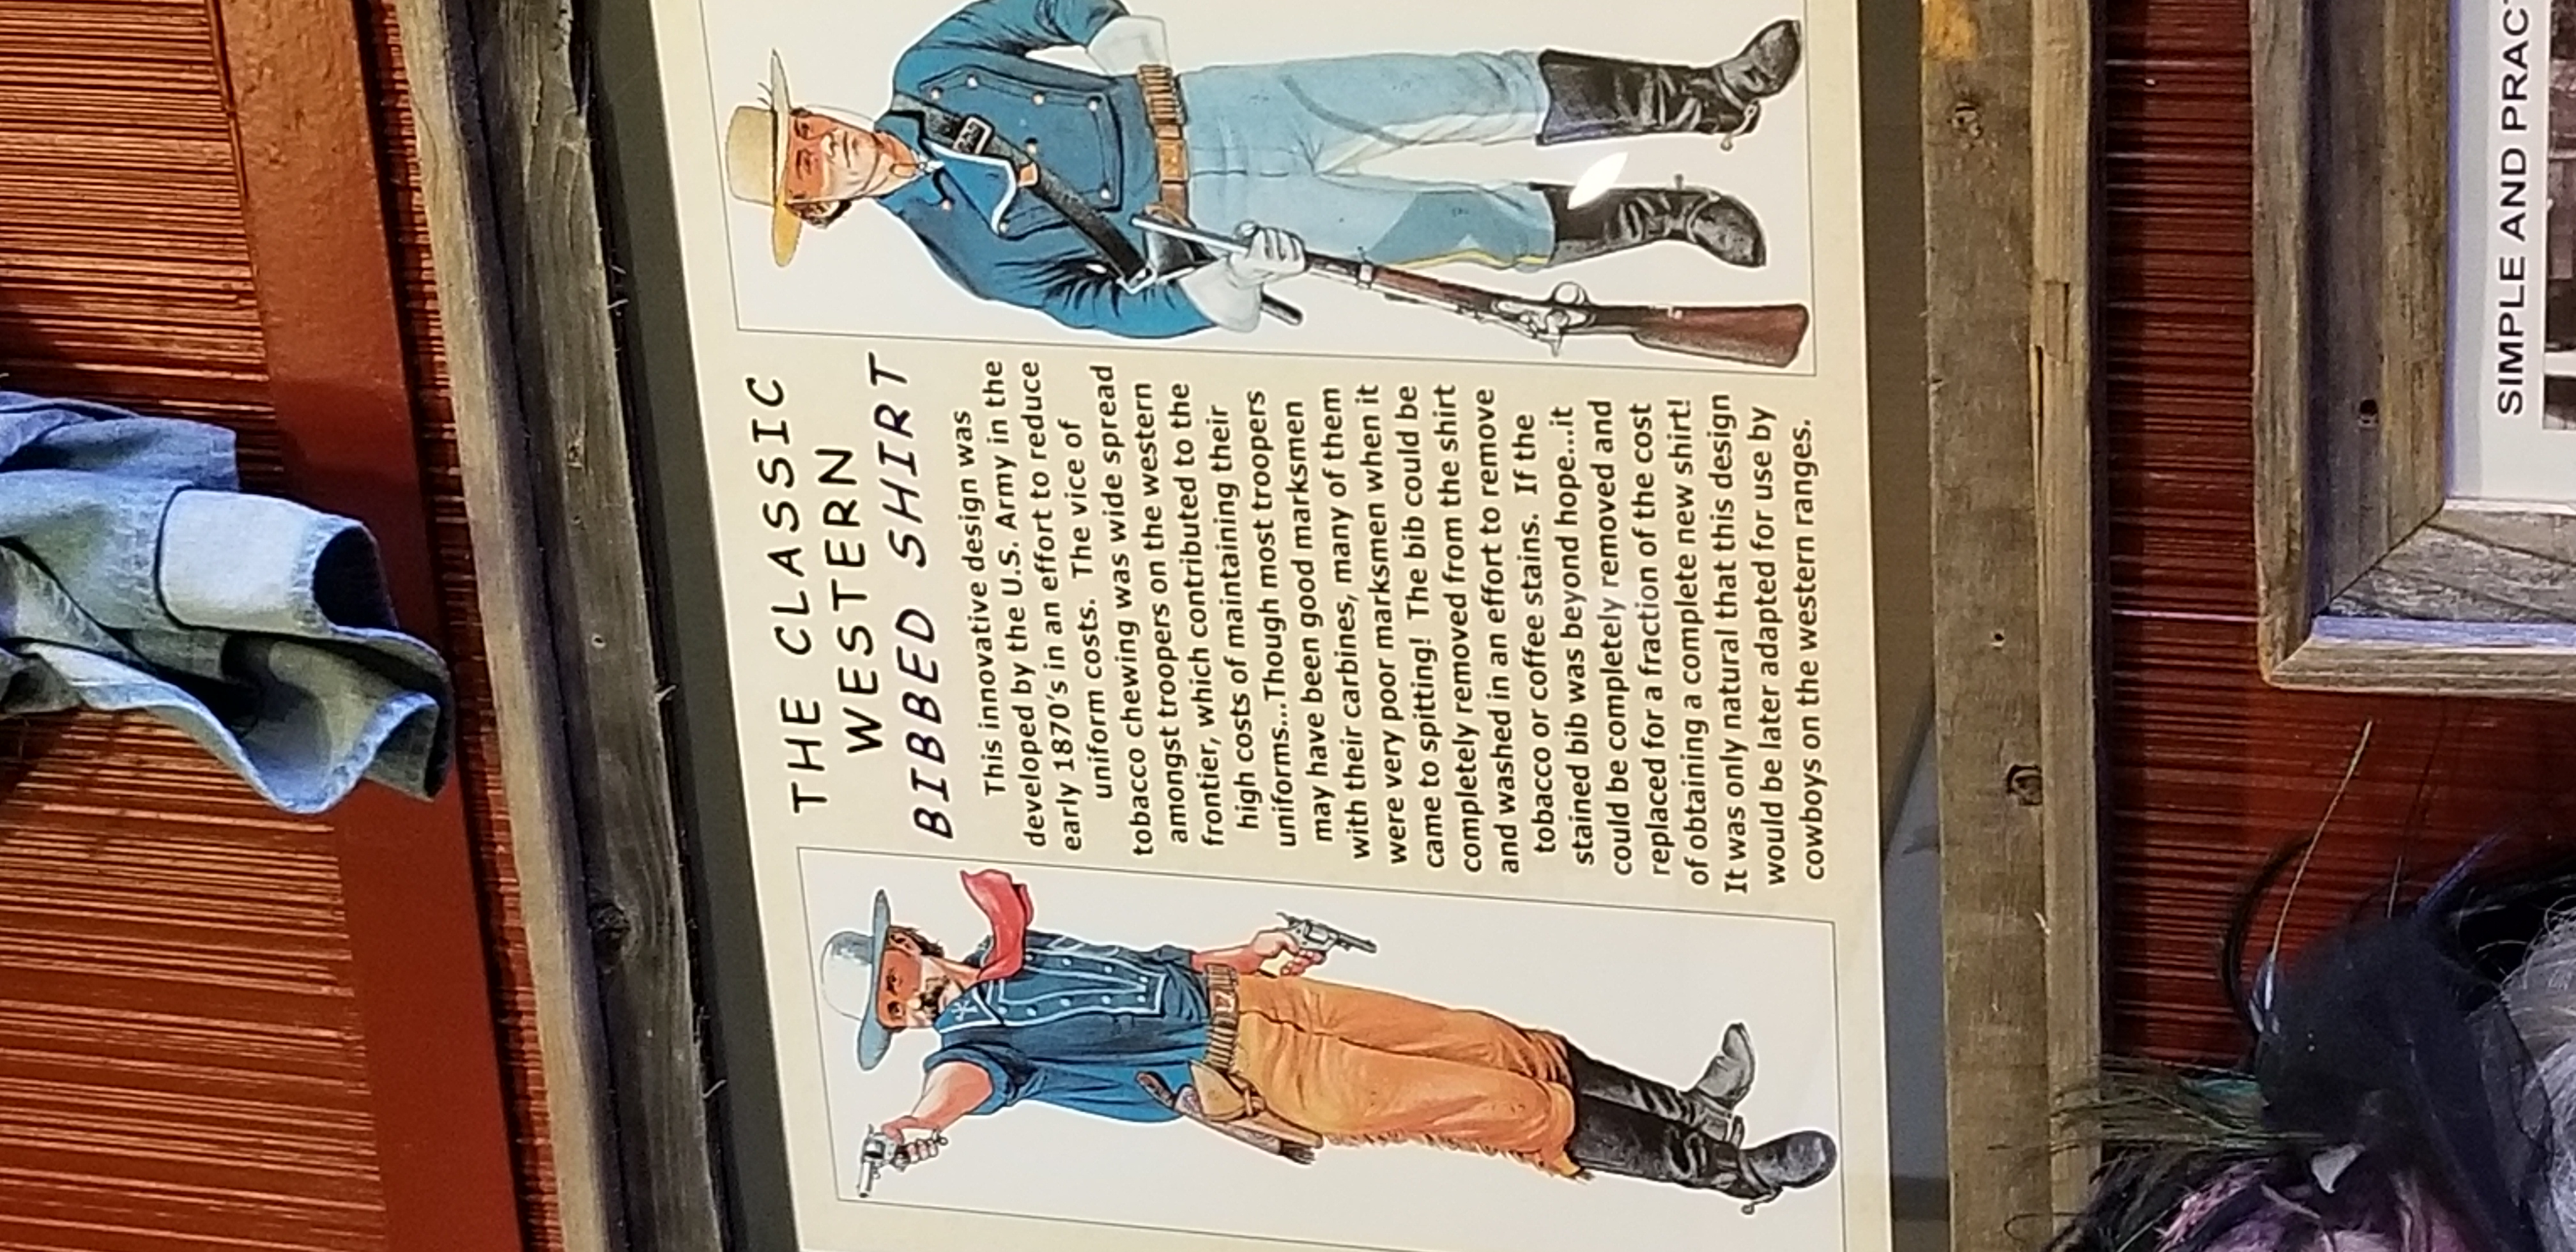 THE CLASSIC
WESTERN
BIBBED SHIRT
This innovative design was
developed by the U.S. Army in the
early 1870's in an effort to reduce
uniform costs. The vice of
tobacco chewing was wide spread
amongst troopers on the western
frontier, which contributed to the
high costs of maintaining their
uniforms...Though most troopers
may have been good marksmen
with their carbines, many of them
were very poor marksmen when it
came to spitting! The bib could be
completely removed from the shirt
and washed in an effort to remove
tobacco or coffee stains. If the
stained bib was beyond hope...it
could be completely removed and
replaced for a fraction of the cost
of obtaining a complete new shirt!
It was only natural that this design
would be later adapted for use by
cowboys on the western ranges.
SIMPLE AND PRACT